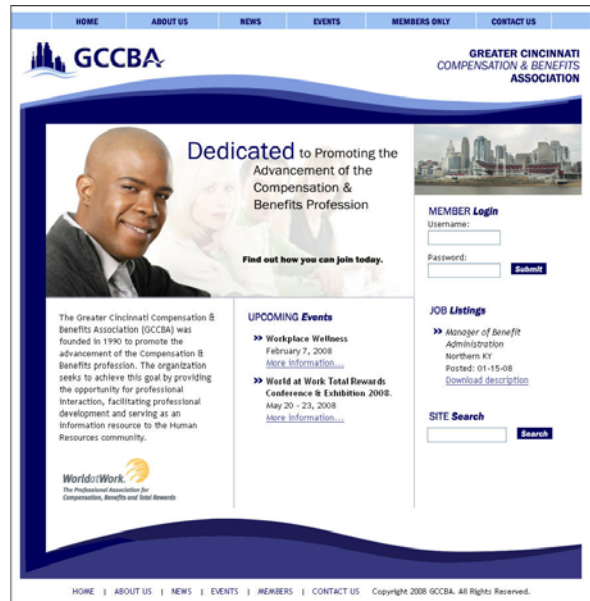 HOME ABOUT US NEWS EVENTS MEMBERS ONLY CONTACT US
GCCBA
GREATER CINCINNATI
COMPENSATION & BENEFITS
ASSOCIATION
Dedicated to Promoting the
Advancement of the
Compensation &
Benefits Profession
Find out how you can join today.
MEMBER Login
Username:
Password:
Submit
The Greater Cincinnati Compensation &
Benefits Association (GCCBA) was
founded in 1990 to promote the
advancement of the Compensation &
Benefits profession. The organization
seeks to achieve this goal by providing
the opportunity for professional
interaction, facilitating professional
development and serving as an
information resource to the Human
Resources community.
WorldatWork.
The Professional Association for
Compensation, Benefits and Total Rewards
UPCOMING Events
>> Workplace Wellness
February 7, 2008
More information...
>> World at Work Total Rewards
Conference & Exhibition 2008.
May 20 - 23, 2008
More information...
JOB Listings
>> Manager of Benefit
Administration
Northern KY
Posted: 01-15-08
Download description
SITE Search
Search
HOME | ABOUT US | NEWS | EVENTS | MEMBERS | CONTACT US Copyright 2008 GCCBA. All Rights Reserved.